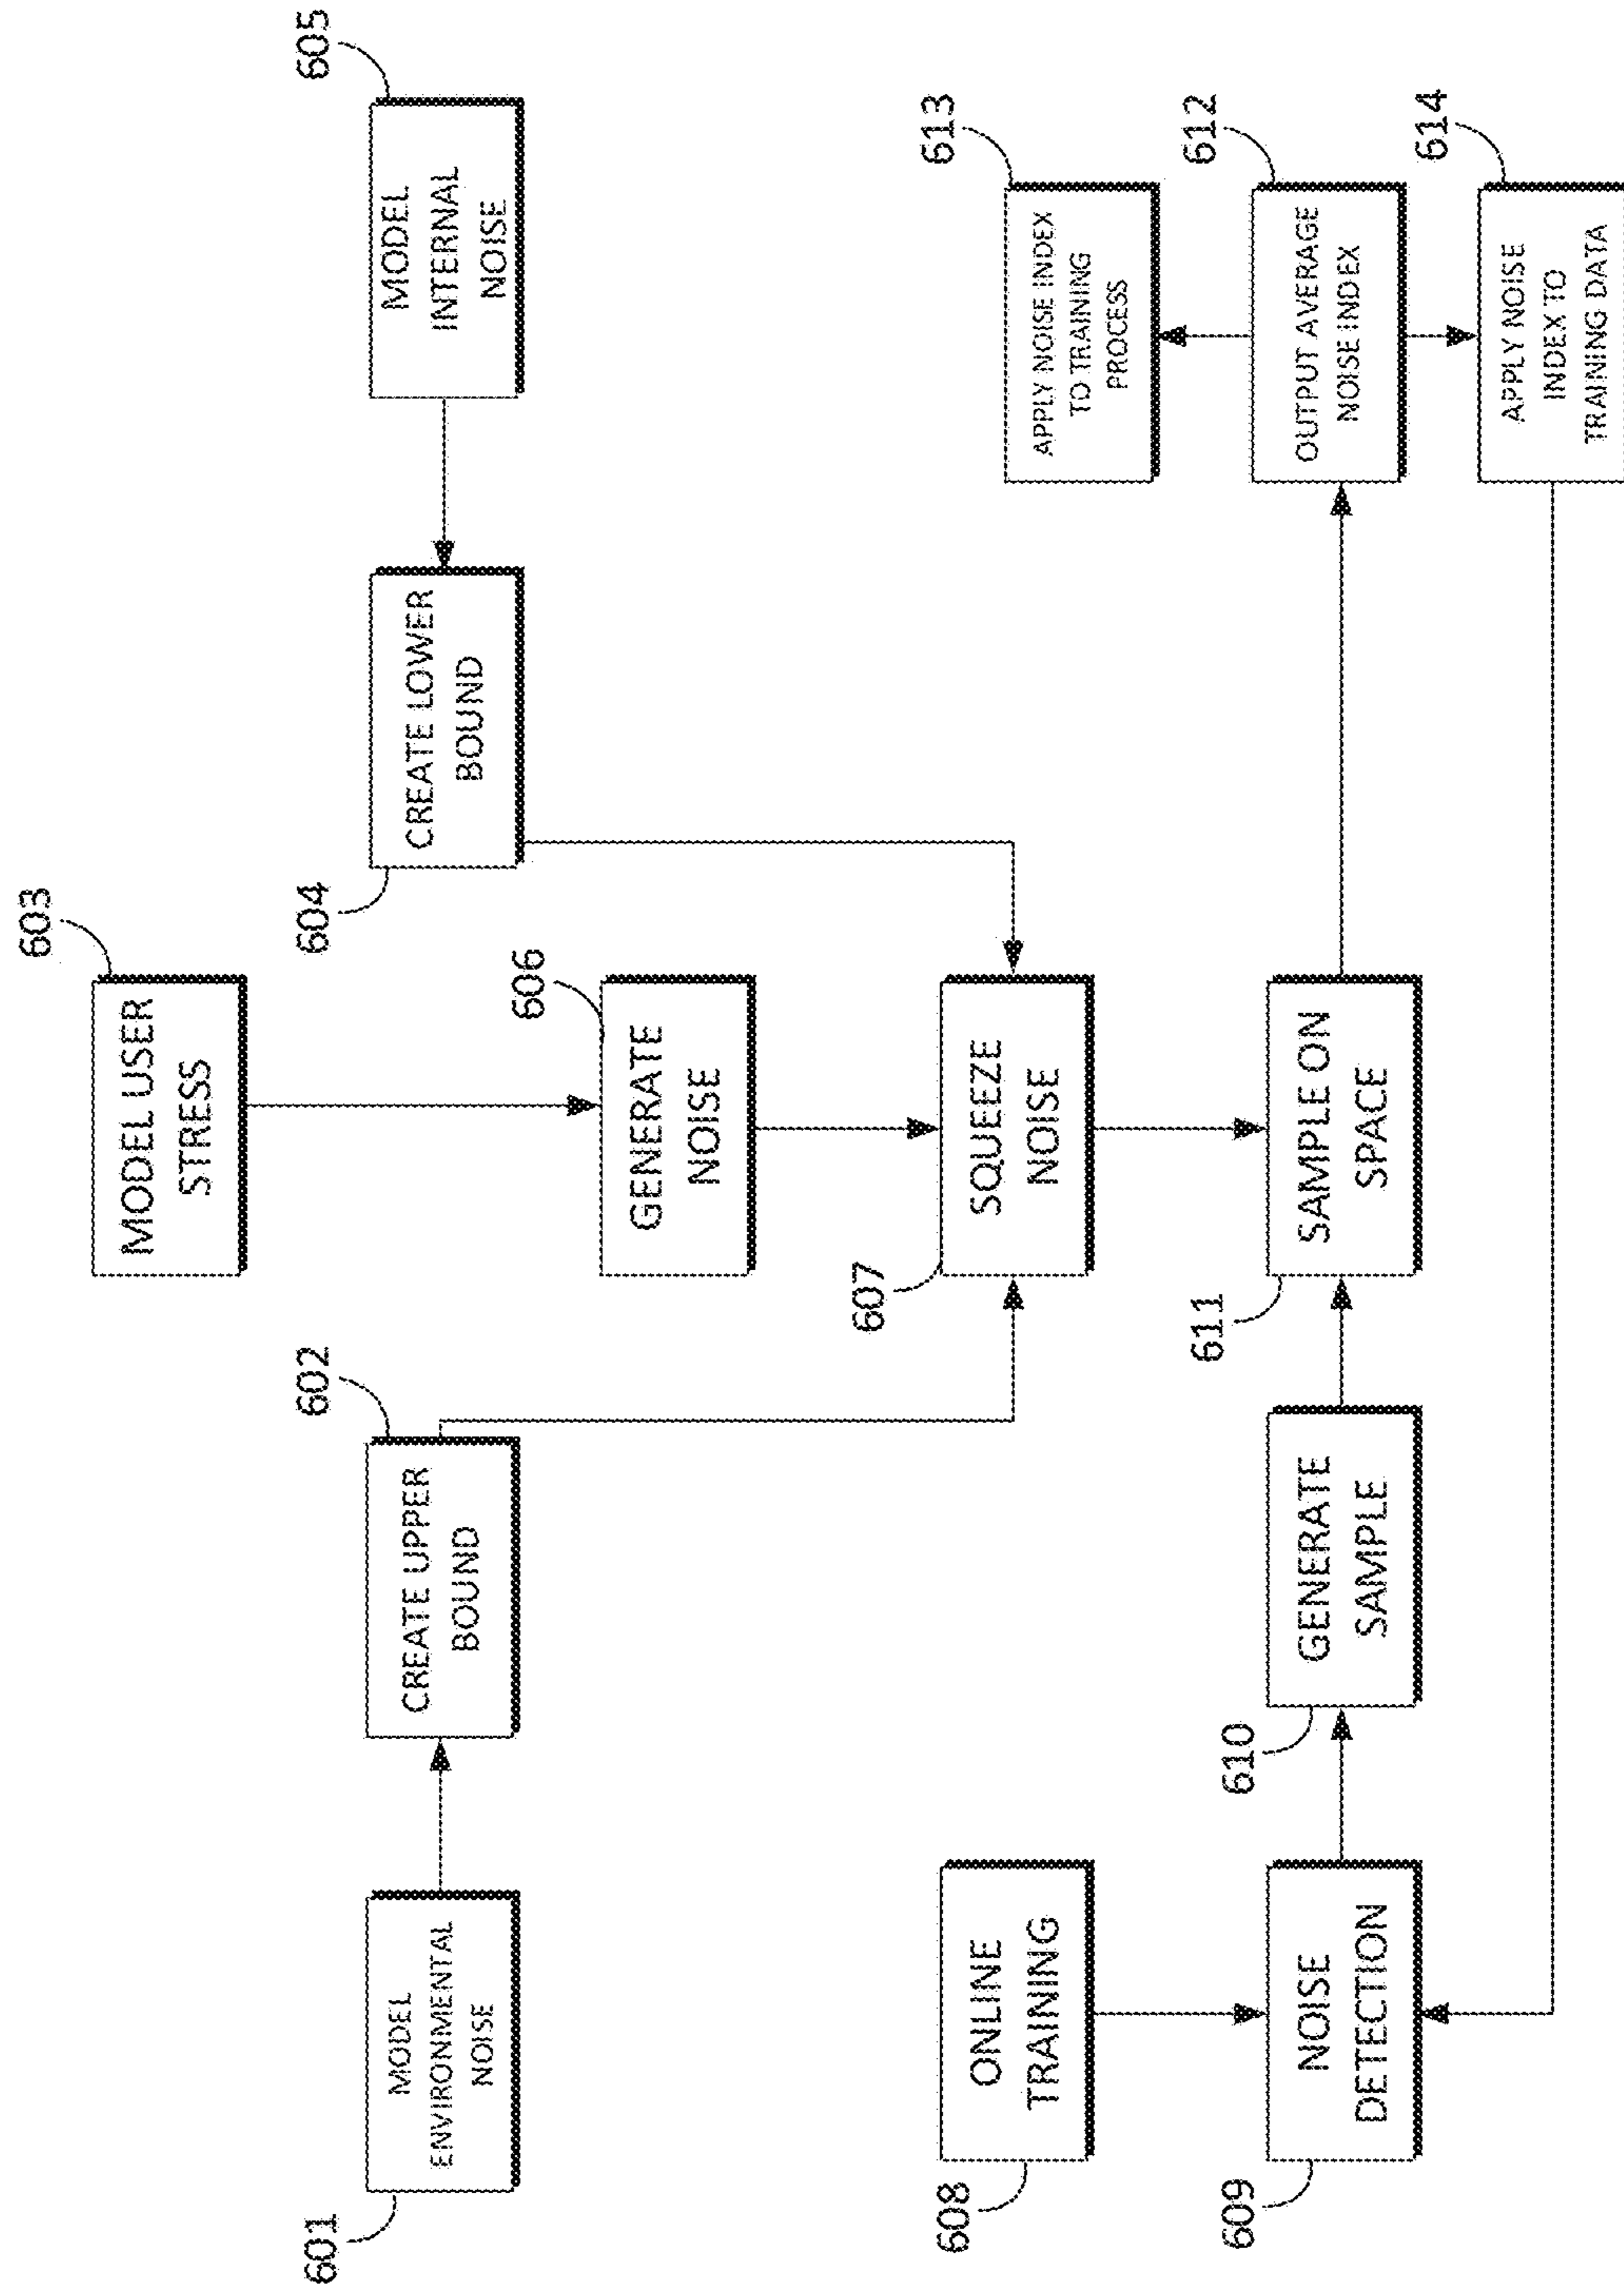 603
MODEL USER
STRESS
601
MODEL
ENVIRONMENTAL
NOISE
602
CREATE UPPER
BOUND
604
CREATE LOWER
BOUND
605
MODEL
INTERNAL
NOISE
606
GENERATE
NOISE
607
SQUEEZE
NOISE
608
ONLINE
TRAINING
609
NOISE
DETECTION
610
GENERATE
SAMPLE
611
SAMPLE ON
SPACE
613
APPLY NOISE INDEX
TO TRAINING
PROCESS
612
OUTPUT AVERAGE
NOISE INDEX
614
APPLY NOISE
INDEX TO
TRAINING DATA